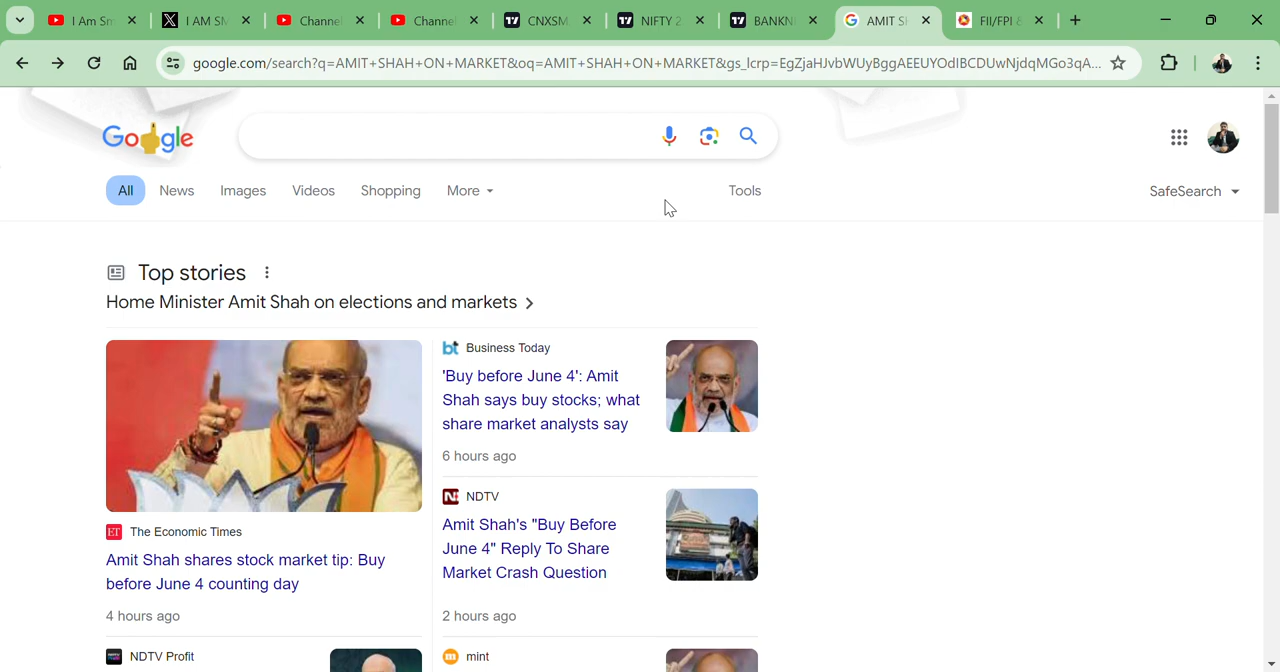 I Am Sm
I AM SM
Channel
Channel
CNXSM
NIFTY 2
BANKN
AMIT S
FII/FPI &
google.com/search?q=AMIT+SHAH+ON+MARKET&oq=AMIT+SHAH+ON+MARKET&gs_lcrp=EgZjaHJvbWUyBggAEEUYOdIBCDUwNjdqMGo3qA...
Google
All
News
Images
Videos
Shopping
More
Tools
SafeSearch
Top stories
Home Minister Amit Shah on elections and markets
The Economic Times
Amit Shah shares stock market tip: Buy
before June 4 counting day
4 hours ago
NDTV Profit
bt Business Today
'Buy before June 4': Amit
Shah says buy stocks; what
share market analysts say
6 hours ago
NDTV
Amit Shah's "Buy Before
June 4" Reply To Share
Market Crash Question
2 hours ago
mint